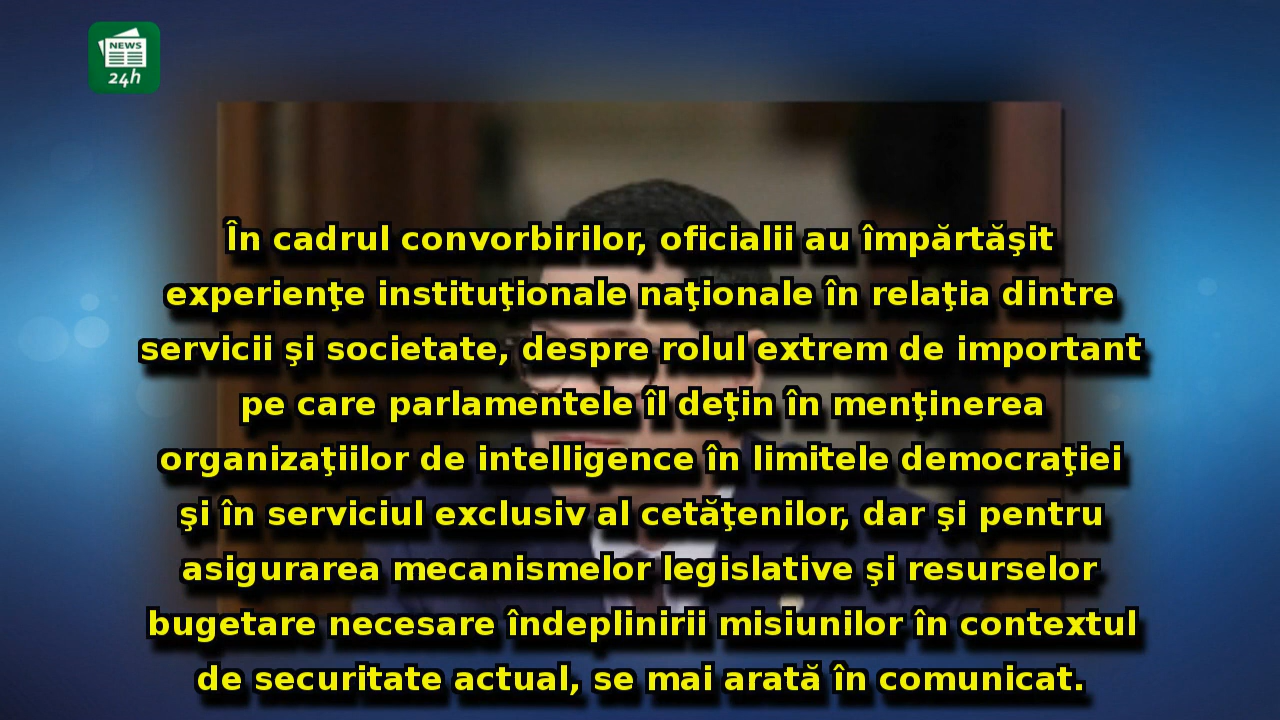 NEWS
24h
În cadrul convorbirilor, oficialii au împărtăşit
experienţe instituţionale naţionale în relaţia dintre
servicii şi societate, despre rolul extrem de important
pe care parlamentele îl deţin în menţinerea
organizaţiilor de intelligence în limitele democraţiei
şi în serviciul exclusiv al cetăţenilor, dar şi pentru
asigurarea mecanismelor legislative şi resurselor
bugetare necesare îndeplinirii misiunilor în contextul
de securitate actual, se mai arată în comunicat.